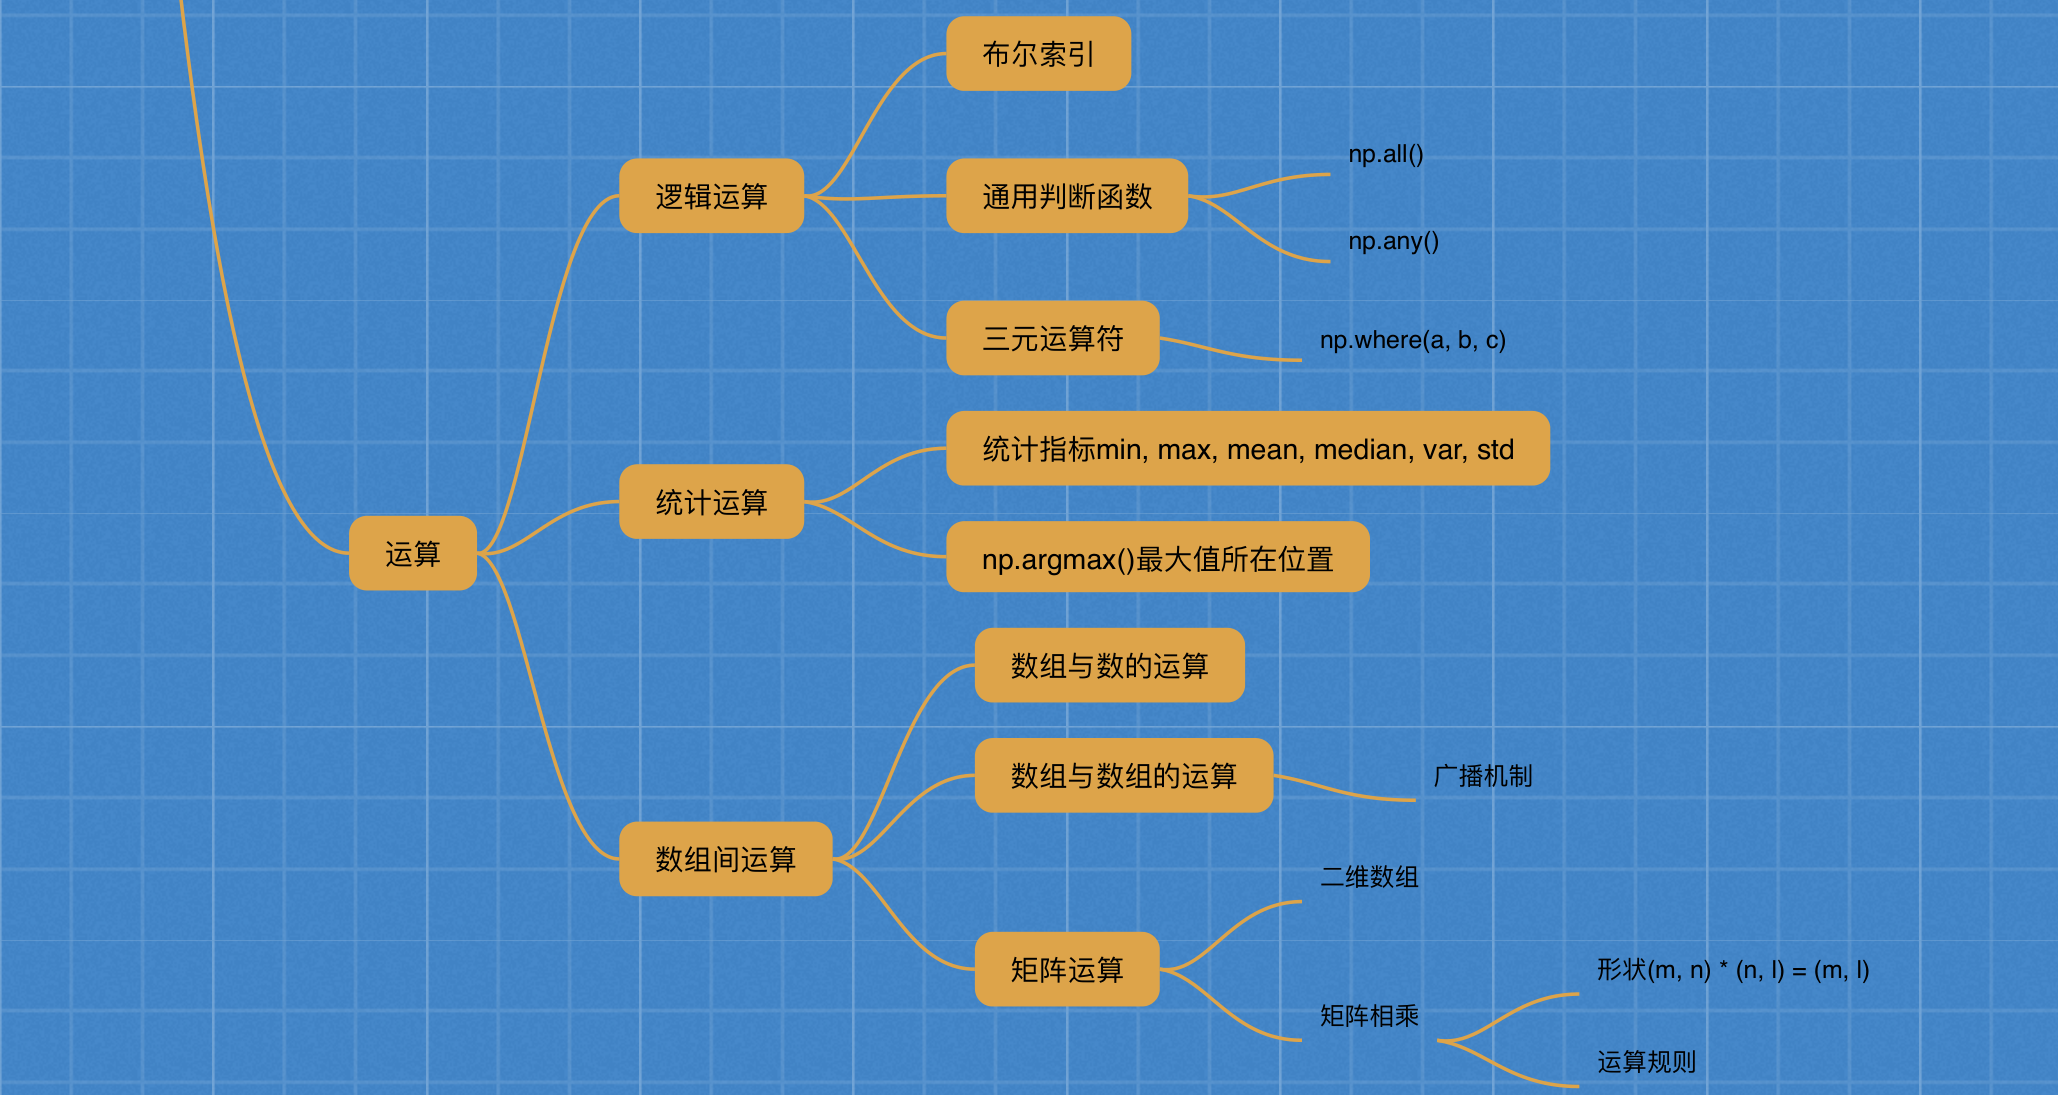 布尔索引
np.all()
逻辑运算
通用判断函数
np.any()
三元运算符
np.where(a, b, c)
统计指标min, max, mean, median, var, std
统计运算
运算
np.argmax()最大值所在位置
数组与数的运算
数组与数组的运算
广播机制
数组间运算
二维数组
矩阵运算
形状(m, n) * (n, l) = (m, l)
矩阵相乘
运算规则